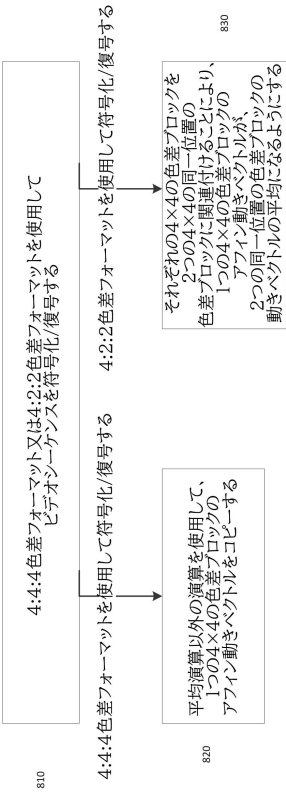 810
4:4:4色差フォーマット又は4:2:2色差フォーマットを使用して
ビデオシーケンスを符号化/復号する
4:4:4色差フォーマットを使用して符号化/復号する
4:2:2色差フォーマットを使用して符号化/復号する
820
平均演算以外の演算を使用して、
1つの4×4の色差ブロックの
アフィン動きベクトルをコピーする
830
それぞれの4×4の色差ブロックを
2つの4×4の同一位置の
色差ブロックに関連付けることにより、
1つの4×4の色差ブロックの
アフィン動きベクトルが、
2つの同一位置の色差ブロックの
動きベクトルの平均になるようにする